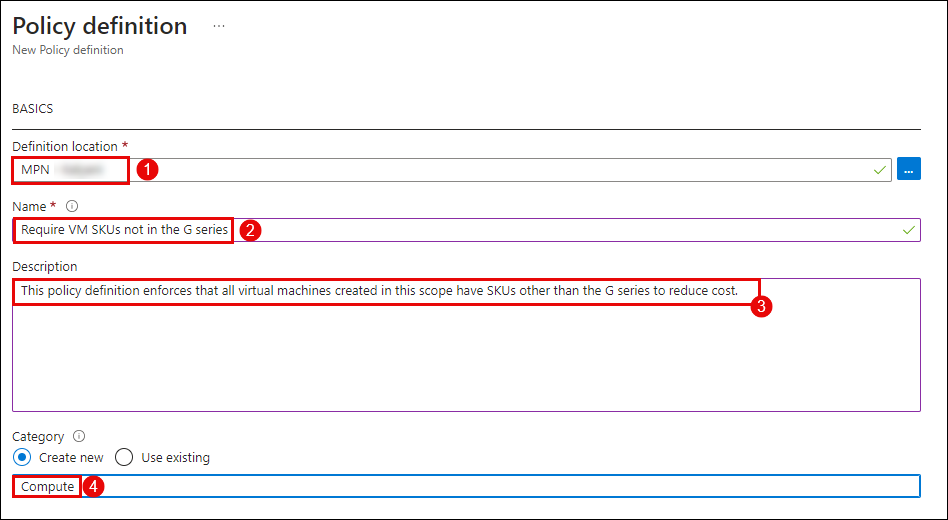 Policy definition ...
New Policy definition
BASICS
Definition location *
MPN
1
...
Name *
Require VM SKUs not in the G series
2
Description
This policy definition enforces that all virtual machines created in this scope have SKUs other than the G series to reduce cost.
3
Category
Create new Use existing
Compute
4